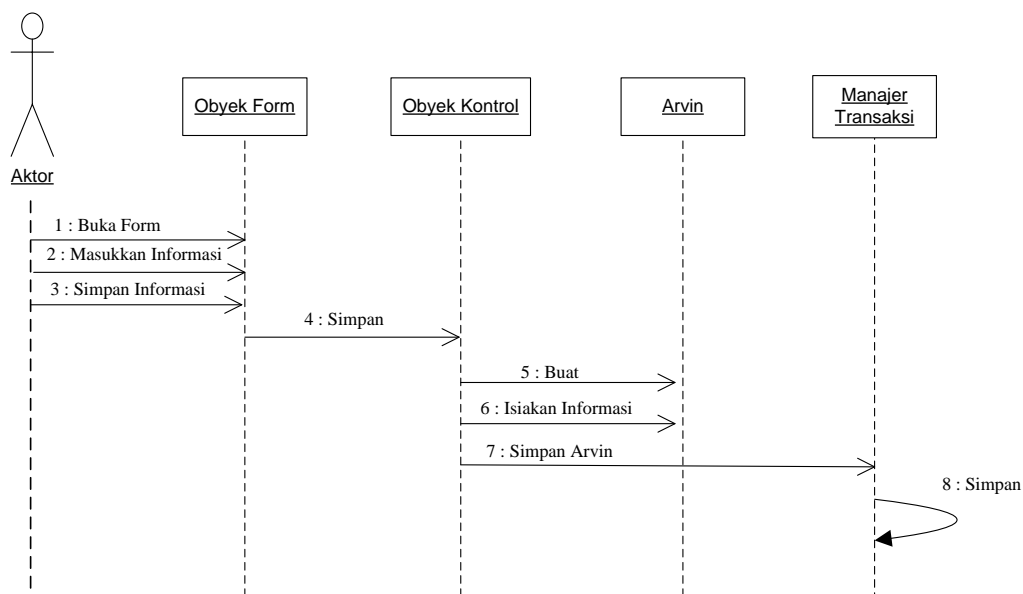 Obyek Form
Obyek Kontrol
Arvin
Manajer
Transaksi
Aktor
1 : Buka Form
2 : Masukkan Informasi
3 : Simpan Informasi
4 : Simpan
5 : Buat
6 : Isiakan Informasi
7 : Simpan Arvin
8 : Simpan